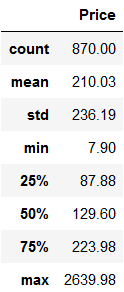 Price
count 870.00
mean 210.03
std 236.19
min 7.90
25% 87.88
50% 129.60
75% 223.98
max 2639.98